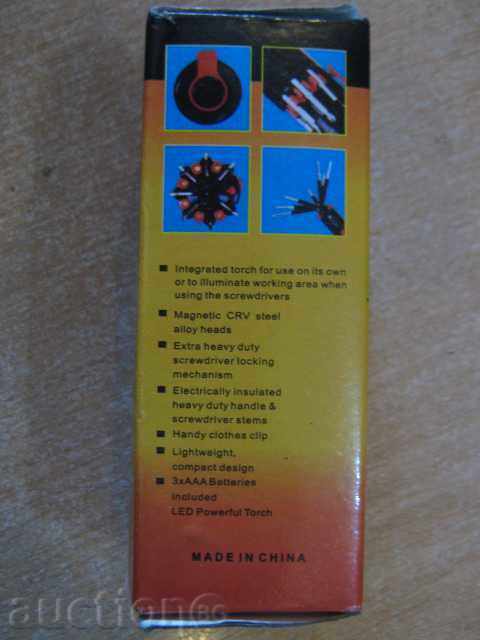 ■ Integrated torch for use on its own
or to illuminate working area when
using the screwdrivers
■ Magnetic CRV steel
alloy heads
■ Extra heavy duty
screwdriver locking
mechanism
■ Electrically insulated
heavy duty handle &
screwdriver stems
■ Handy clothes clip
■ Lightweight,
compact design
■ 3xAAA Batteries
included
LED Powerful Torch
MADE IN CHINA
auction BG